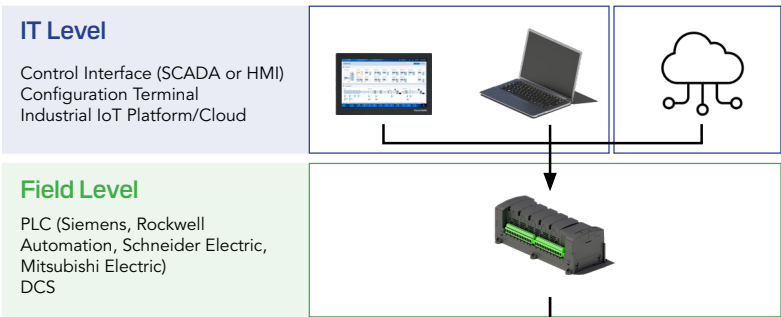 IT Level
Control Interface (SCADA or HMI)
Configuration Terminal
Industrial IoT Platform/Cloud
Field Level
PLC (Siemens, Rockwell
Automation, Schneider Electric,
Mitsubishi Electric)
DCS